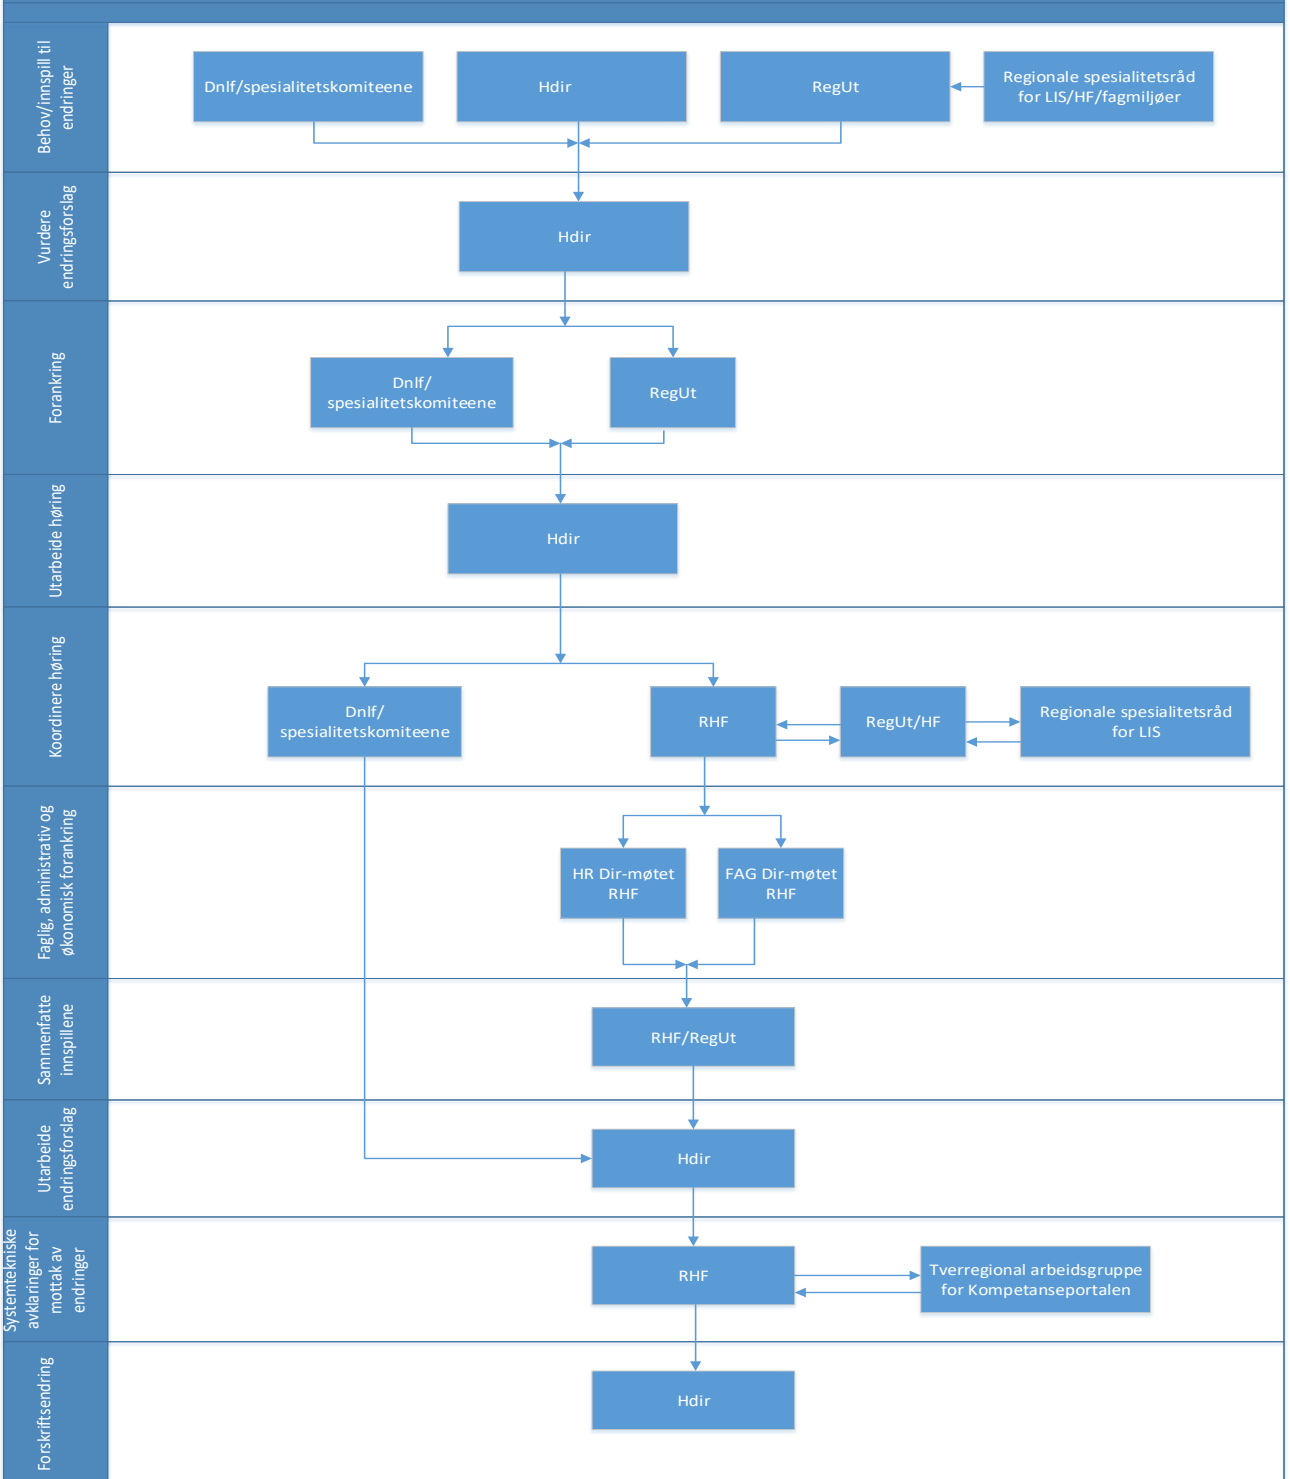 Behov/innspill til
endringer
Dnlf/spesialitetskomiteene
Hdir
RegUt
Regionale spesialitetsråd
for LIS/HF/fagmiljøer
Vurdere
endringsforslag
Hdir
Forankring
Dnlf/
spesialitetskomiteene
RegUt
Utarbeide høring
Hdir
Koordinere høring
Dnlf/
spesialitetskomiteene
RHF
RegUt/HF
Regionale spesialitetsråd
for LIS
Faglig, administrativ og
økonomisk forankring
HR Dir-møtet
RHF
FAG Dir-møtet
RHF
Sammenfatte
innspillene
RHF/RegUt
Utarbeide
endringsforslag
Hdir
Systemtekniske
avklaringer for
mottak av
endringer
RHF
Tverregional arbeidsgruppe
for Kompetanseportalen
Forskriftsendring
Hdir